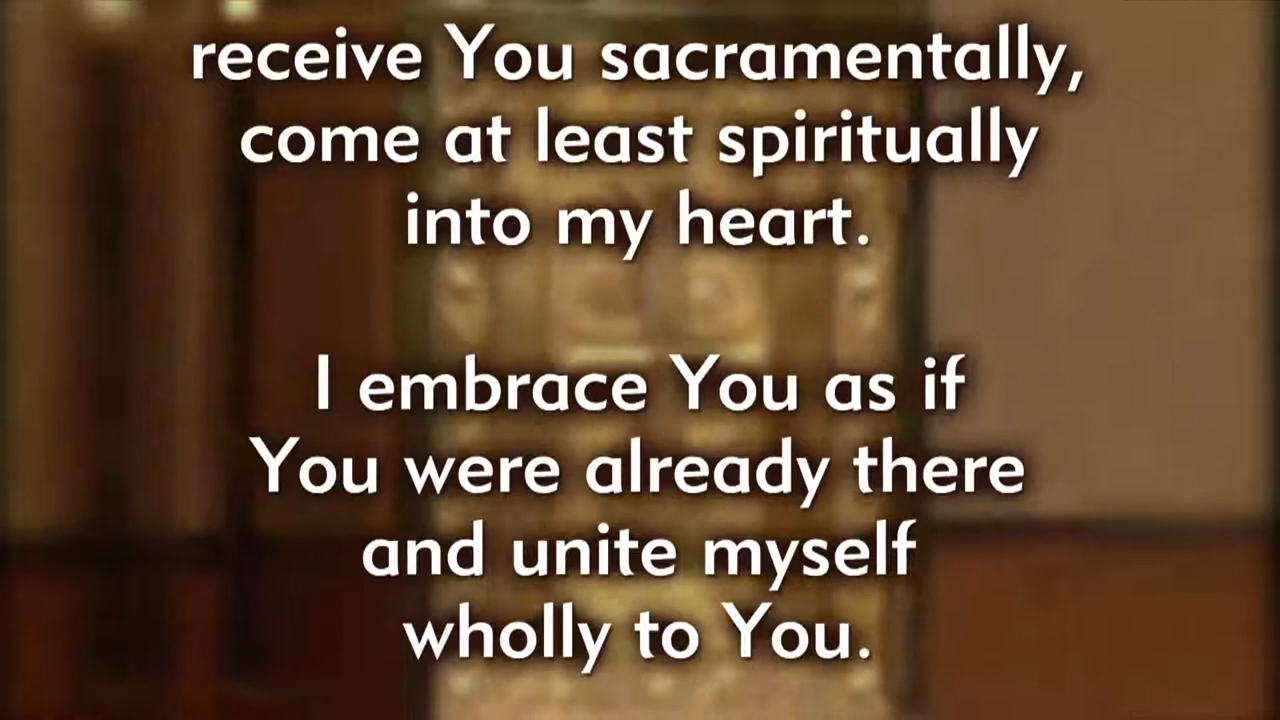 receive You sacramentally,
come at least spiritually
into my heart.
I embrace You as if
You were already there
and unite myself
wholly to You.